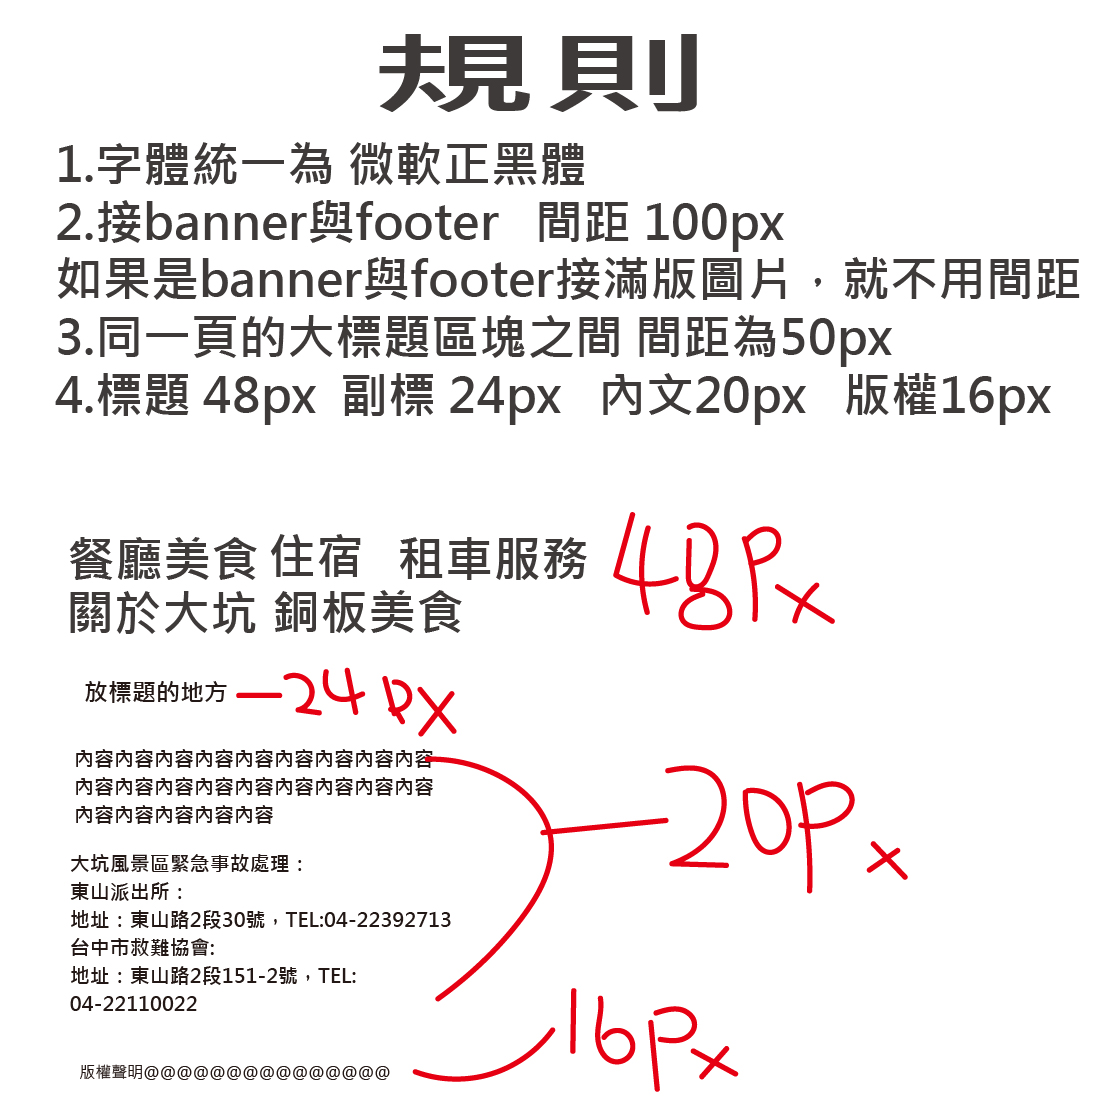 規則
1.字體統一為 微軟正黑體
2.接banner與footer 間距 100px
如果是banner與footer接滿版圖片，就不用間距
3.同一頁的大標題區塊之間 間距為50px
4.標題 48px 副標 24px 內文20px 版權16px
餐廳美食 住宿 租車服務 48px
關於大坑 銅板美食
放標題的地方 24px
內容內容內容內容內容內容內容內容內容
內容內容內容內容內容內容內容內容內容
內容內容內容內容內容
20px
大坑風景區緊急事故處理：
東山派出所：
地址：東山路2段30號，TEL:04-22392713
台中市救難協會:
地址：東山路2段151-2號，TEL:
04-22110022
16px
版權聲明@@@@@@@@@@@@@@@